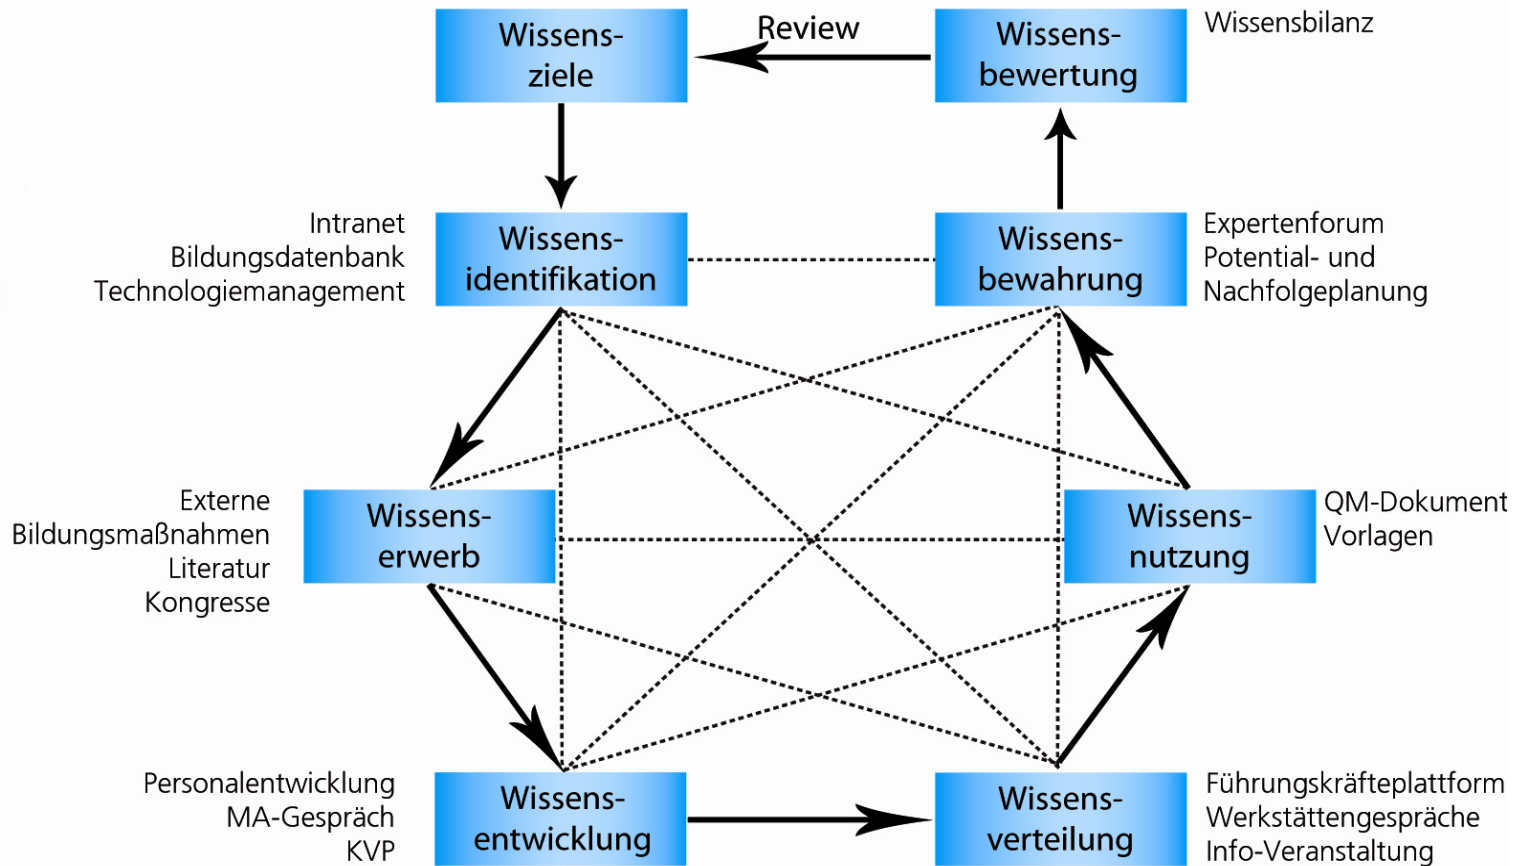 Wissens-
ziele
Review
Wissens-
bewertung
Wissensbilanz
Intranet
Bildungsdatenbank
Technologiemanagement
Wissens-
identifikation
Wissens-
bewahrung
Expertenforum
Potential- und
Nachfolgeplanung
Externe
Bildungsmaßnahmen
Literatur
Kongresse
Wissens-
erwerb
Wissens-
nutzung
QM-Dokument
Vorlagen
Personalentwicklung
MA-Gespräch
KVP
Wissens-
entwicklung
Wissens-
verteilung
Führungskräfteplattform
Werkstättengespräche
Info-Veranstaltung